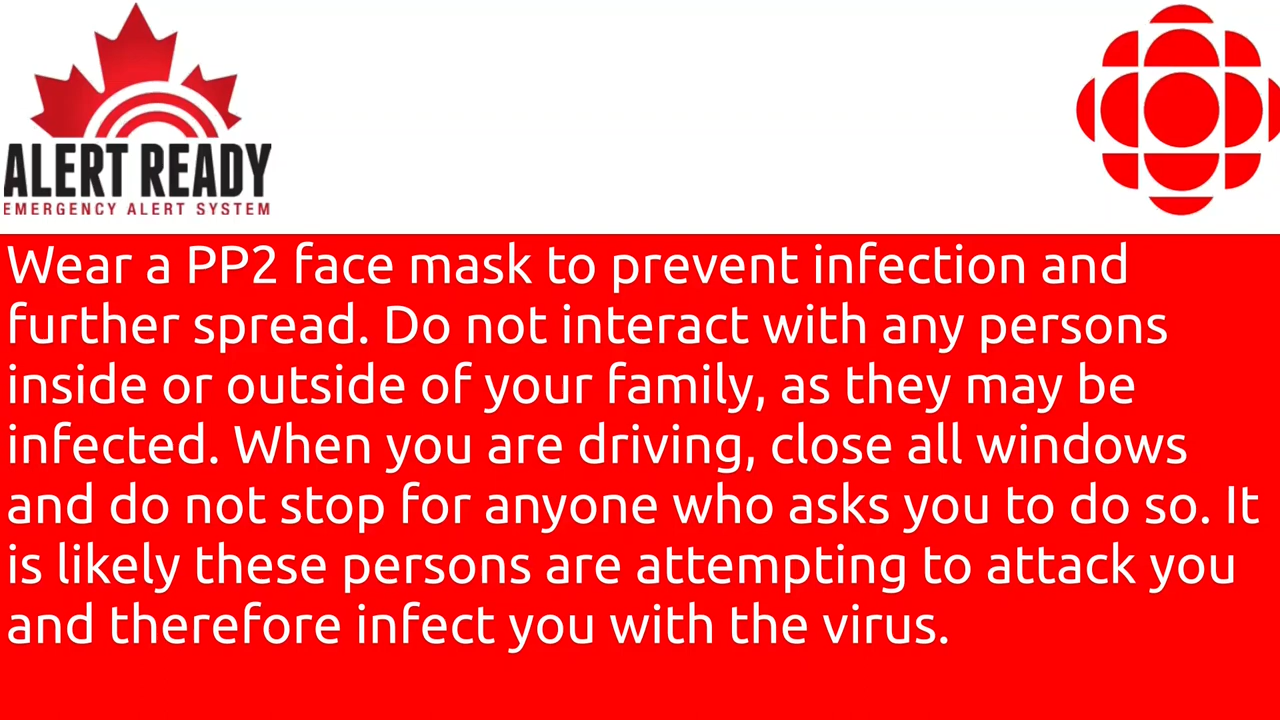 ALERT READY
EMERGENCY ALERT SYSTEM
Wear a PP2 face mask to prevent infection and
further spread. Do not interact with any persons
inside or outside of your family, as they may be
infected. When you are driving, close all windows
and do not stop for anyone who asks you to do so. It
is likely these persons are attempting to attack you
and therefore infect you with the virus.